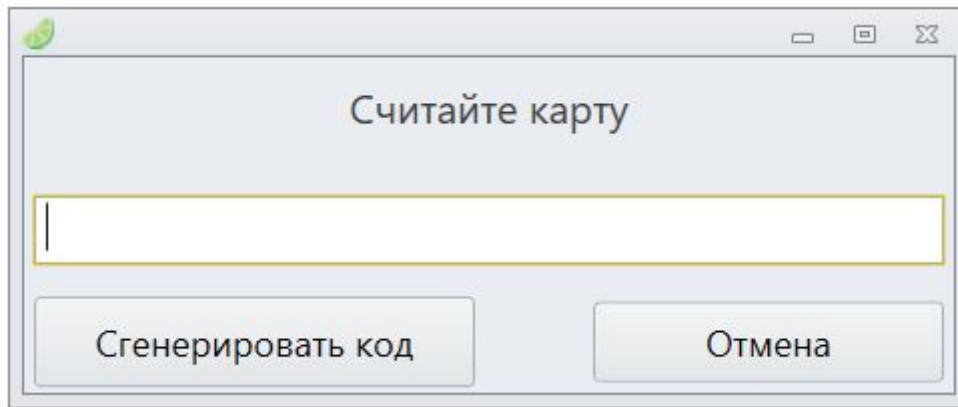 Считайте карту
Сгенерировать код
Отмена